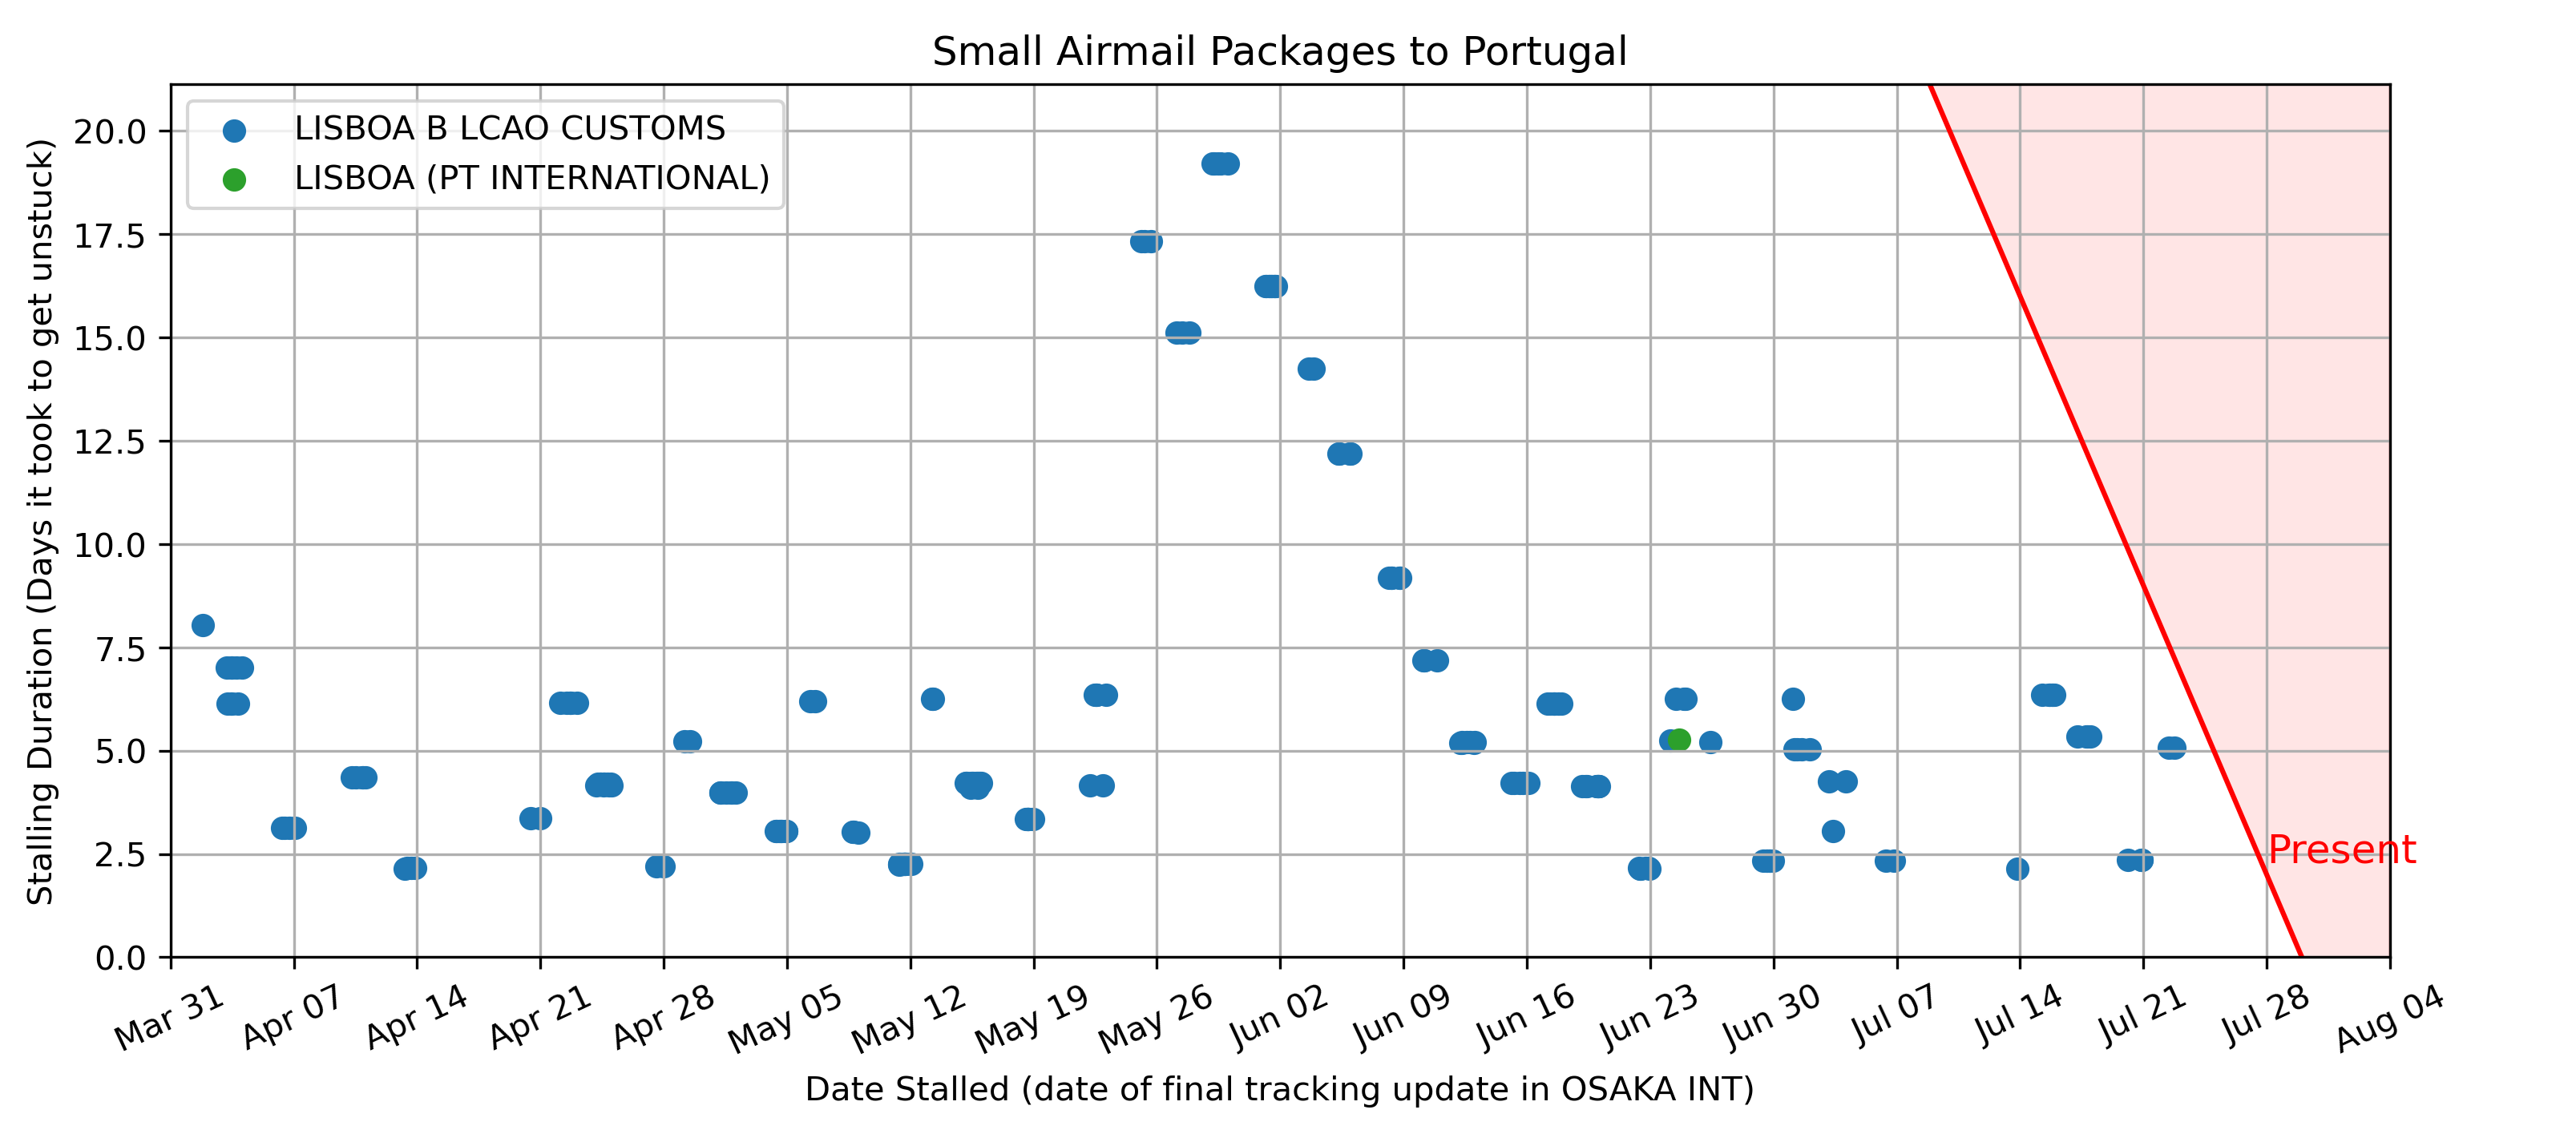 Small Airmail Packages to Portugal
LISBOA B LCAO CUSTOMS
LISBOA (PT INTERNATIONAL)
Stalling Duration (Days it took to get unstuck)
20.0
17.5
15.0
12.5
10.0
7.5
5.0
2.5
0.0
Present
Mar 31 Apr 07 Apr 14 Apr 21 Apr 28 May 05 May 12 May 19 May 26 Jun 02 Jun 09 Jun 16 Jun 23 Jun 30 Jul 07 Jul 14 Jul 21 Jul 28 Aug 04
Date Stalled (date of final tracking update in OSAKA INT)